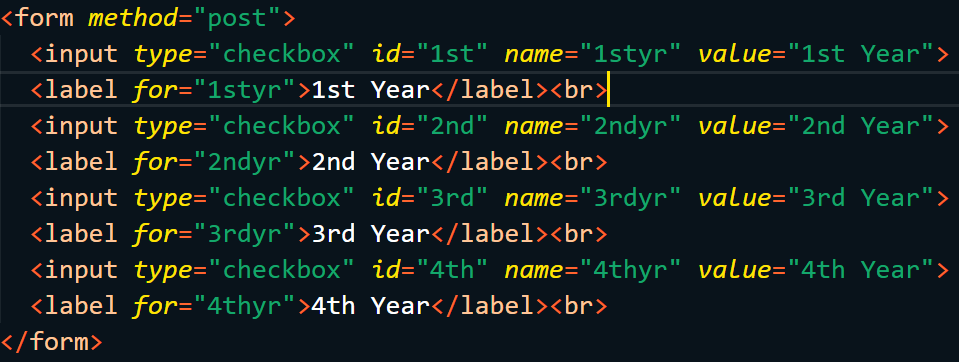 <form method="post">
<input type="checkbox" id="1st" name="1styr" value="1st Year">
<label for="1styr">1st Year</label><br>
<input type="checkbox" id="2nd" name="2ndyr" value="2nd Year">
<label for="2ndyr">2nd Year</label><br>
<input type="checkbox" id="3rd" name="3rdyr" value="3rd Year">
<label for="3rdyr">3rd Year</label><br>
<input type="checkbox" id="4th" name="4thyr" value="4th Year">
<label for="4thyr">4th Year</label><br>
</form>